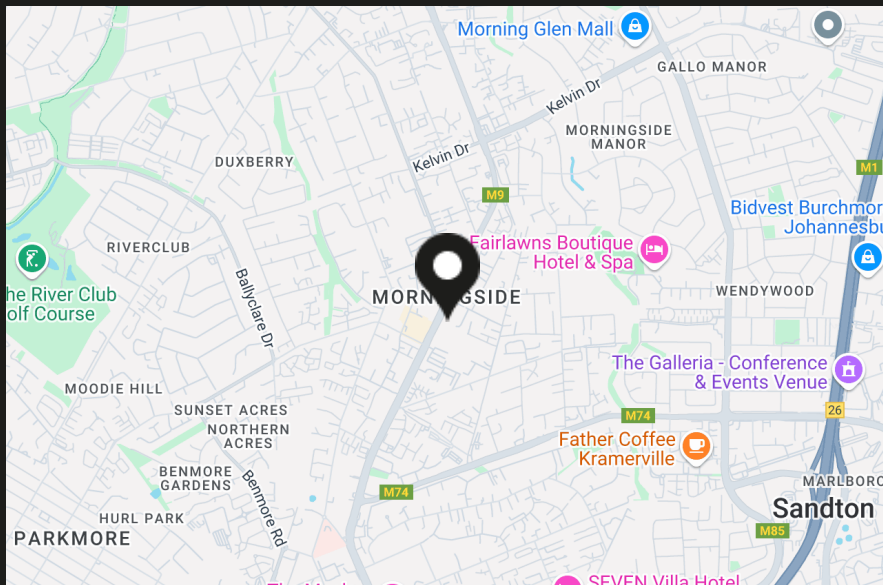 Morning Glen Mall
GALLO MANOR
Kelvin Dr
MORNINGSIDE
MANOR
Kelvin Dr
DUXBERRY
M1
M9
Bidvest Burchmor
Johannesbu
RIVERCLUB
Fairlawns Boutique
Hotel & Spa
he River Club
olf Course
Ballyclare Dr
MORNINGSIDE
WENDYWOOD
The Galleria - Conference
& Events Venue
MOODIE HILL
SUNSET ACRES
NORTHERN
ACRES
M74
26
Father Coffee
Kramerville
BENMORE
GARDENS
Benmore Rd
M74
MARLBORO
Sandton
HURL PARK
M85
PARKMORE
SEVEN Villa Hotel